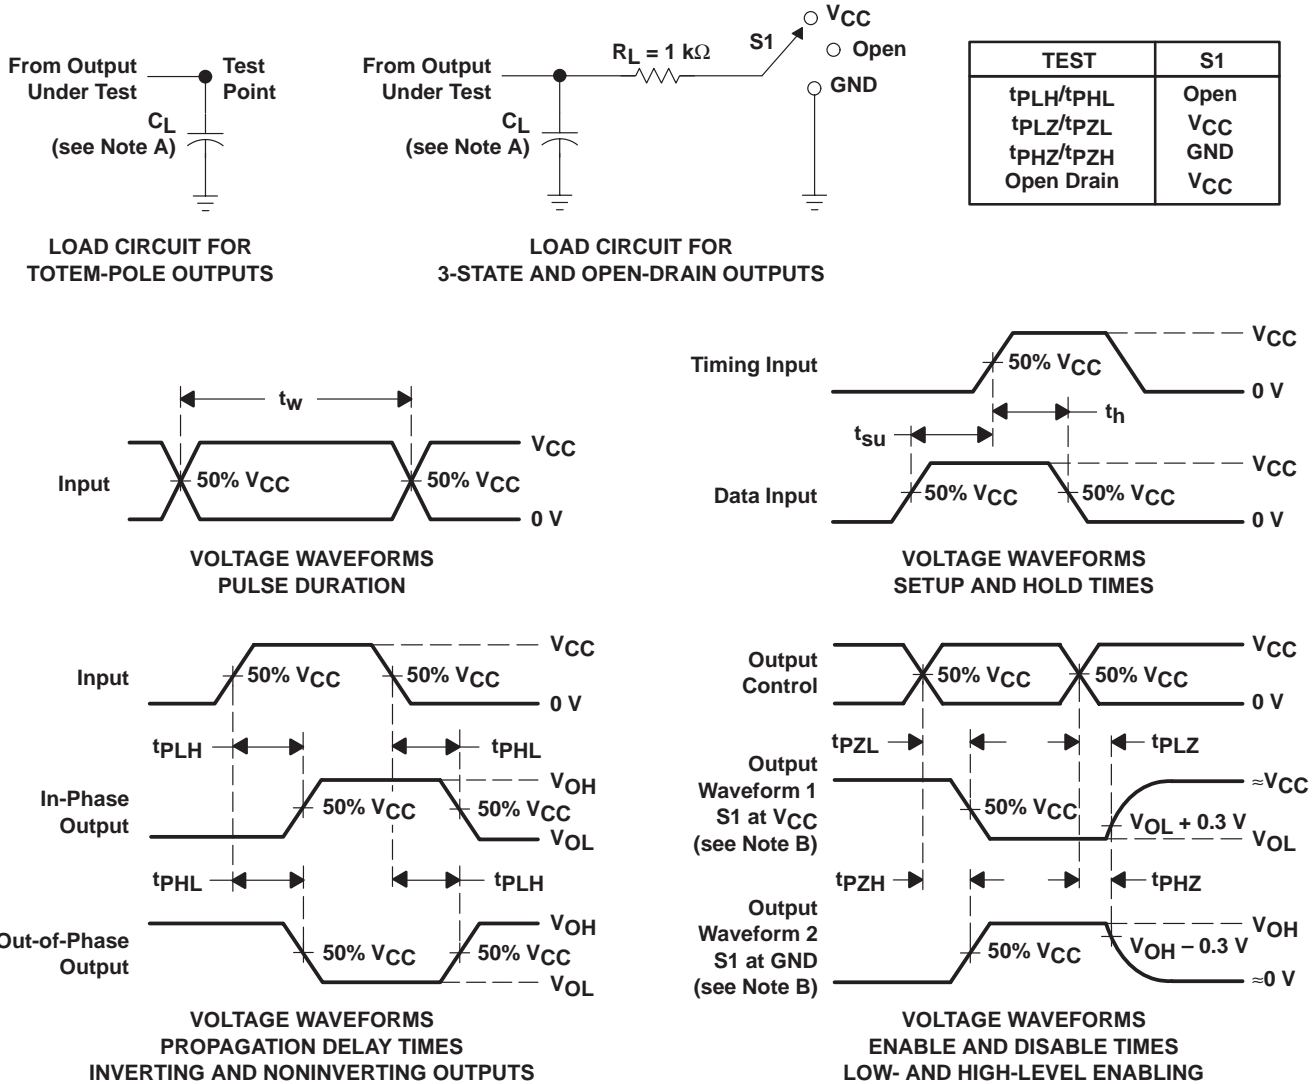 From Output
Under Test
Test
Point
CL
(see Note A)
LOAD CIRCUIT FOR
TOTEM-POLE OUTPUTS
From Output
Under Test
RL = 1 kΩ
S1
VCC
Open
GND
CL
(see Note A)
LOAD CIRCUIT FOR
3-STATE AND OPEN-DRAIN OUTPUTS
TEST S1
tPLH/tPHL Open
tPLZ/tPZL VCC
tPHZ/tPZH GND
Open Drain VCC
tw
Input
50% VCC
50% VCC
VCC
0 V
VOLTAGE WAVEFORMS
PULSE DURATION
Timing Input
50% VCC
VCC
0 V
th
tsu
Data Input
50% VCC
50% VCC
VCC
0 V
VOLTAGE WAVEFORMS
SETUP AND HOLD TIMES
Input
50% VCC
50% VCC
VCC
0 V
tPLH
tPHL
In-Phase
Output
50% VCC
50% VCC
VOH
VOL
tPHL
tPLH
Out-of-Phase
Output
50% VCC
50% VCC
VOH
VOL
VOLTAGE WAVEFORMS
PROPAGATION DELAY TIMES
INVERTING AND NONINVERTING OUTPUTS
Output
Control
50% VCC
50% VCC
VCC
0 V
tPZL
tPLZ
Output
Waveform 1
S1 at VCC
(see Note B)
50% VCC
≈VCC
VOL + 0.3 V
VOL
tPZH
tPHZ
Output
Waveform 2
S1 at GND
(see Note B)
50% VCC
VOH
VOH − 0.3 V
≈0 V
VOLTAGE WAVEFORMS
ENABLE AND DISABLE TIMES
LOW- AND HIGH-LEVEL ENABLING